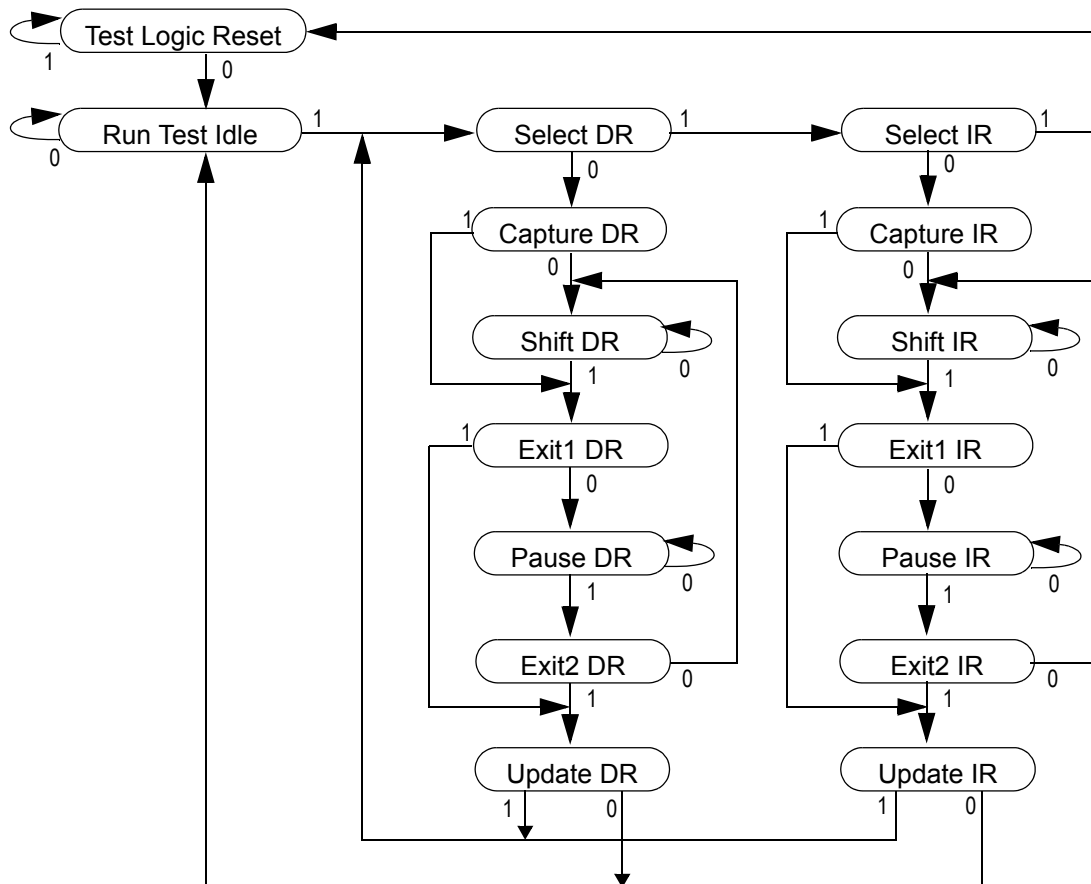 Test Logic Reset
1
0
Run Test Idle
1
Select DR
1
Select IR
1
0
0
0
1
Capture DR
1
Capture IR
0
0
Shift DR
0
Shift IR
0
1
1
1
Exit1 DR
1
Exit1 IR
0
0
Pause DR
0
Pause IR
0
1
1
Exit2 DR
0
Exit2 IR
0
1
1
Update DR
Update IR
1
0
1
0